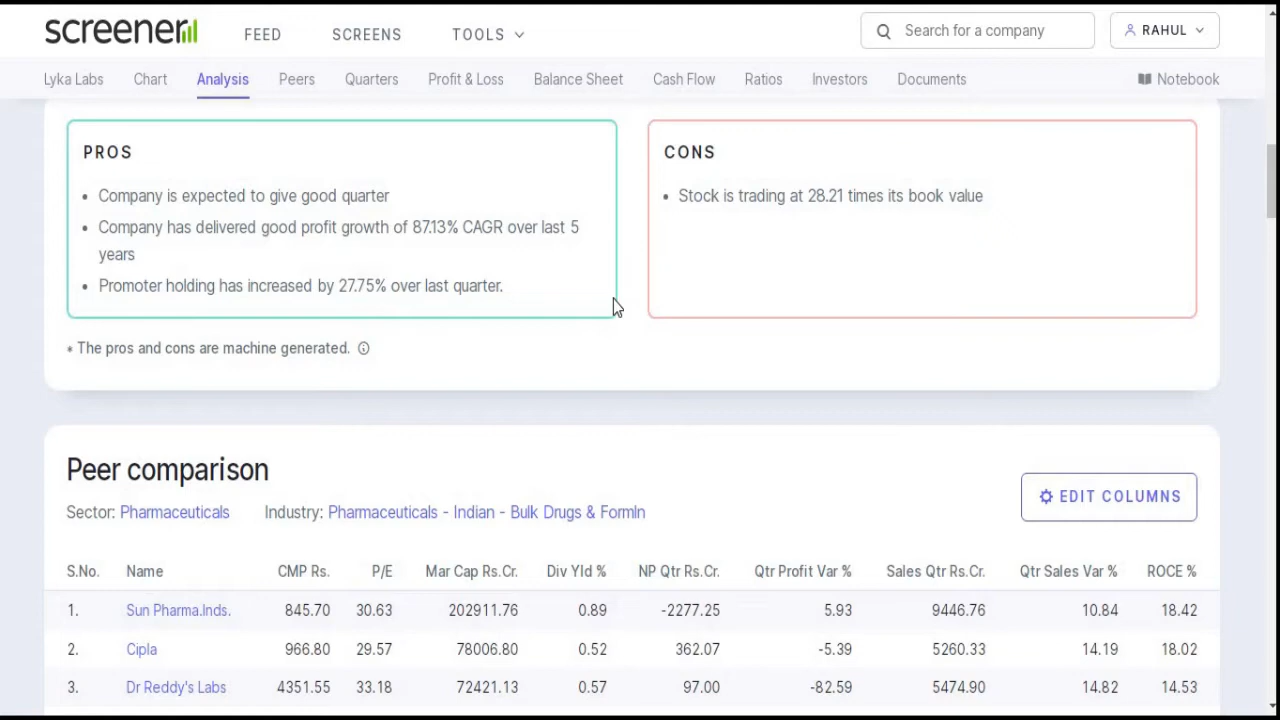 screener
FEED SCREENS TOOLS Search for a company RAHUL
Lyka Labs Chart Analysis Peers Quarters Profit & Loss Balance Sheet Cash Flow Ratios Investors Documents Notebook
PROS
• Company is expected to give good quarter
• Company has delivered good profit growth of 87.13% CAGR over last 5
years
• Promoter holding has increased by 27.75% over last quarter.
CONS
• Stock is trading at 28.21 times its book value
* The pros and cons are machine generated.
Peer comparison
EDIT COLUMNS
Sector: Pharmaceuticals Industry: Pharmaceuticals - Indian - Bulk Drugs & Formln
S.No. Name CMP Rs. P/E Mar Cap Rs.Cr. Div Yld % NP Qtr Rs.Cr. Qtr Profit Var % Sales Qtr Rs.Cr. Qtr Sales Var % ROCE %
1. Sun Pharma.Inds. 845.70 30.63 202911.76 0.89 -2277.25 5.93 9446.76 10.84 18.42
2. Cipla 966.80 29.57 78006.80 0.52 362.07 -5.39 5260.33 14.19 18.02
3. Dr Reddy's Labs 4351.55 33.18 72421.13 0.57 97.00 -82.59 5474.90 14.82 14.53